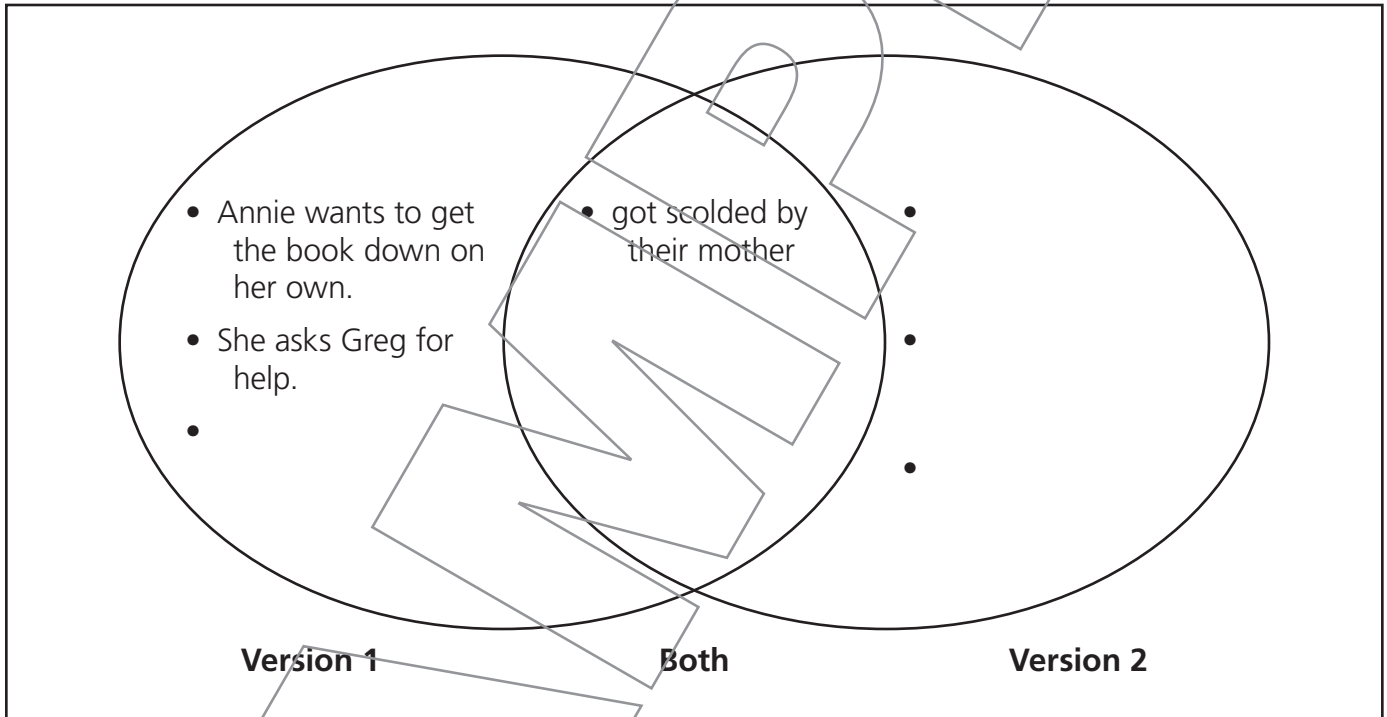 • Annie wants to get
the book down on
her own.
• She asks Greg for
help.
•
• got scolded by
their mother
•
•
•
Version 1
Both
Version 2